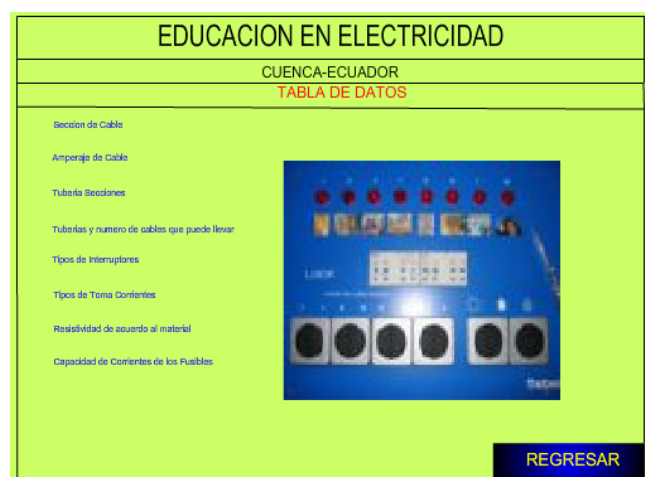 EDUCACION EN ELECTRICIDAD
CUENCA-ECUADOR
TABLA DE DATOS
Seccion de Cable
Amperaje de Cable
Tuberia Secciones
Tuberias y numero de cables que puede llevar
Tipos de Interruptores
Tipos de Toma Corrientes
Resistividad de acuerdo al material
Capacidad de Corrientes de los Fusibles
REGRESAR